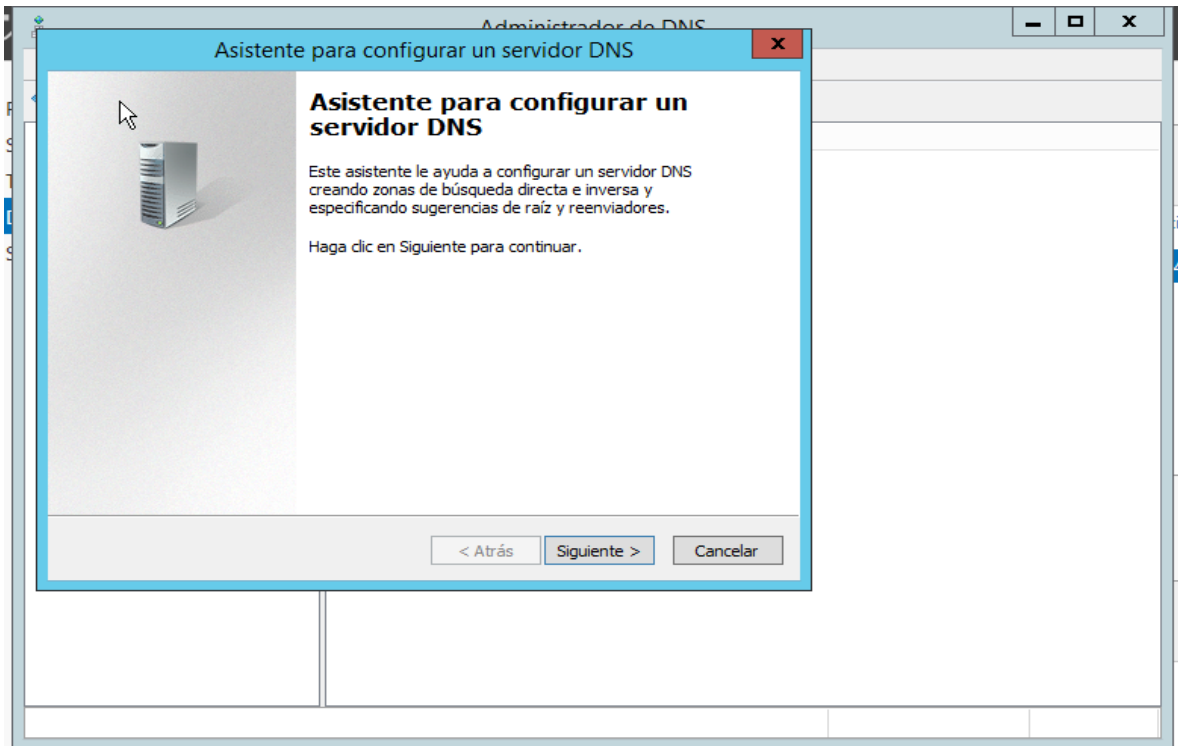 Administrador de DNS
Asistente para configurar un servidor DNS
Asistente para configurar un
servidor DNS
Este asistente le ayuda a configurar un servidor DNS
creando zonas de búsqueda directa e inversa y
especificando sugerencias de raíz y reenviadores.
Haga clic en Siguiente para continuar.
< Atrás
Siguiente >
Cancelar